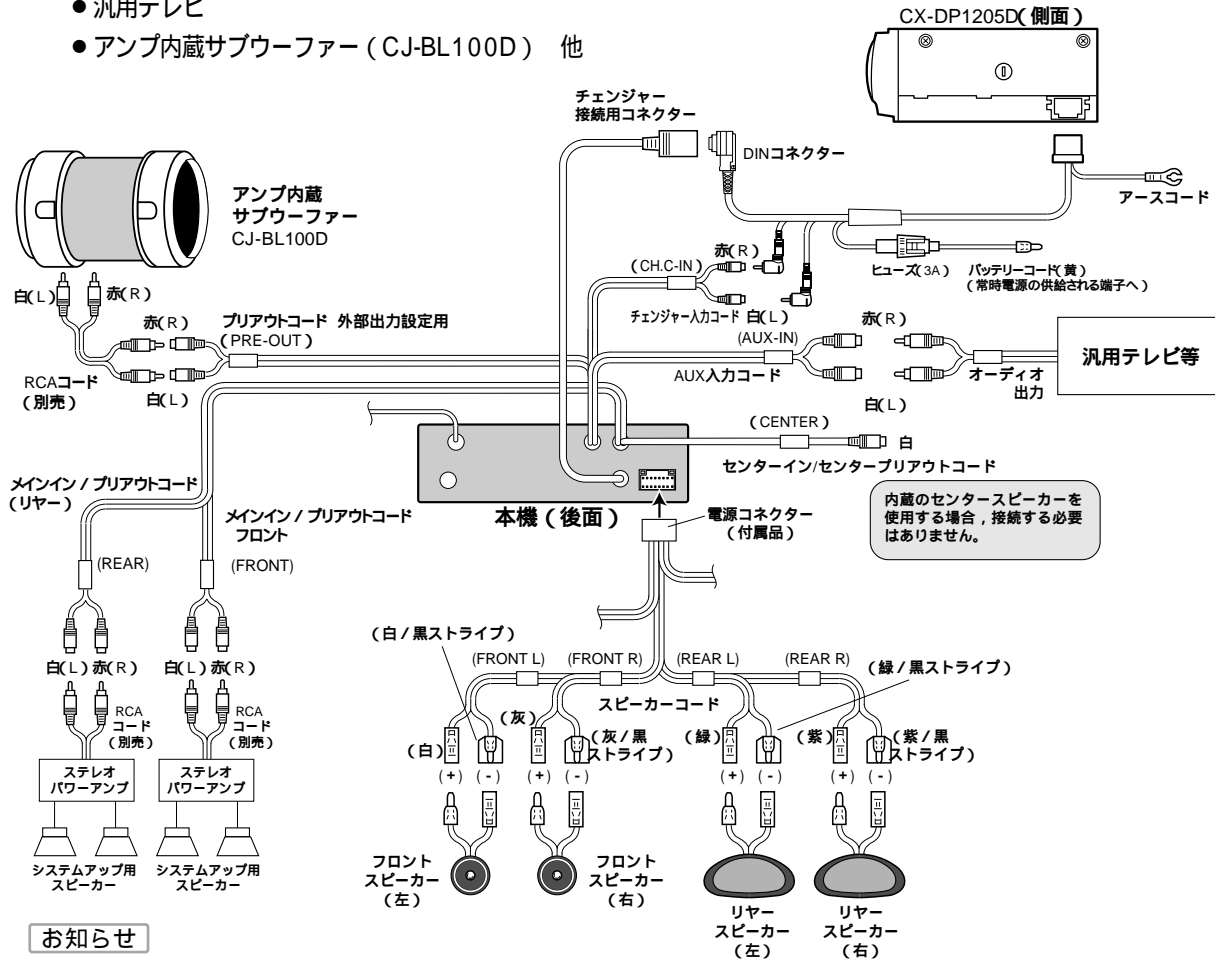 ● 汎用テレビ
● アンプ内蔵サブウーファー（CJ-BL100D） 他
CX-DP1205D(側面)
チェンジャー
接続用コネクター
DINコネクター
アースコード
アンプ内蔵
サブウーファー
CJ-BL100D
(CH.C-IN)
赤(R)
ヒューズ(3A)
バッテリーコード(黄)
(常時電源の供給される端子へ)
白(L)
赤(R)
チェンジャー入力コード 白(L)
赤(R)
プリアウトコード 外部出力設定用
(PRE-OUT)
(AUX-IN)
赤(R)
汎用テレビ等
RCAコード
(別売)
白(L)
AUX入力コード
オーディオ
出力
白(L)
(CENTER)
白
センターイン/センタープリアウトコード
メインイン / プリアウトコード
(リヤー)
メインイン / プリアウトコード
フロント
本機(後面)
電源コネクター
(付属品)
内蔵のセンタースピーカーを
使用する場合，接続する必要
はありません。
(REAR)
(FRONT)
(白/黒ストライプ)
(FRONT L)
(FRONT R)
(REAR L)
(REAR R)
(緑/黒ストライプ)
白(L)赤(R)
白(L)赤(R)
スピーカーコード
RCA
コード
(別売)
RCA
コード
(別売)
(白)
(灰)
(灰/黒
ストライプ)
(緑)
(紫)
(紫/黒
ストライプ)
(+)
(-)
(+)
(-)
(+)
(-)
(+)
(-)
ステレオ
パワーアンプ
ステレオ
パワーアンプ
システムアップ用
スピーカー
システムアップ用
スピーカー
フロント
スピーカー
(左)
フロント
スピーカー
(右)
リヤー
スピーカー
(左)
リヤー
スピーカー
(右)
お知らせ